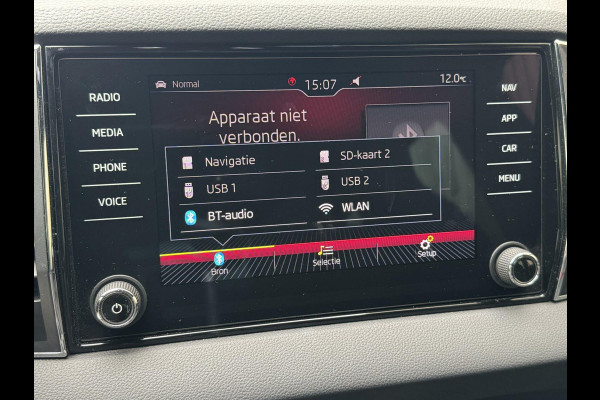 RADIO
MEDIA
PHONE
VOICE
Normal
15:07
12.0°C
Apparaat niet
verbonden.
Navigatie
SD-kaart 2
USB 1
USB 2
BT-audio
WLAN
Bron
Selectie
Setup
NAV
APP
CAR
MENU